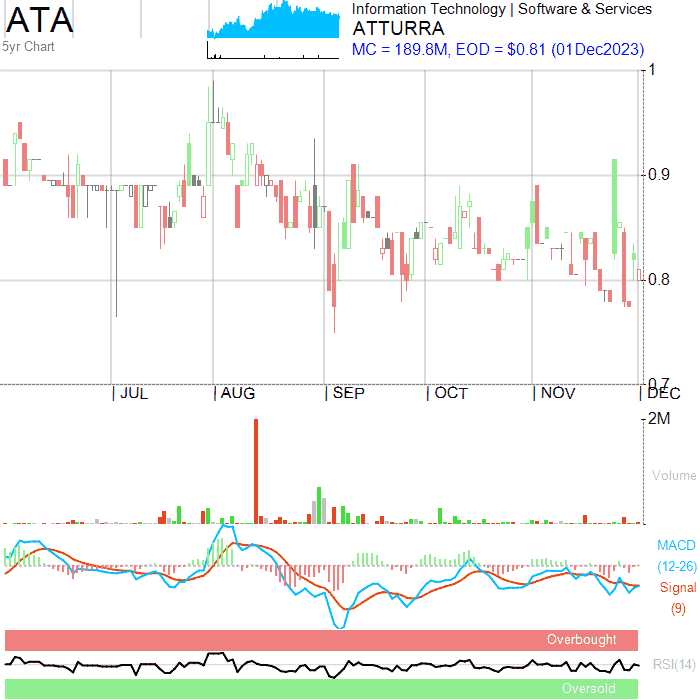 ATA
5yr Chart
Information Technology | Software & Services
ATTURRA
MC = 189.8M, EOD = $0.81 (01Dec2023)
1
0.9
0.8
0.7
| JUL | AUG | SEP | OCT | NOV | DEC
2M
Volume
MACD
(12-26)
Signal
(9)
Overbought
RSI(14)
Oversold